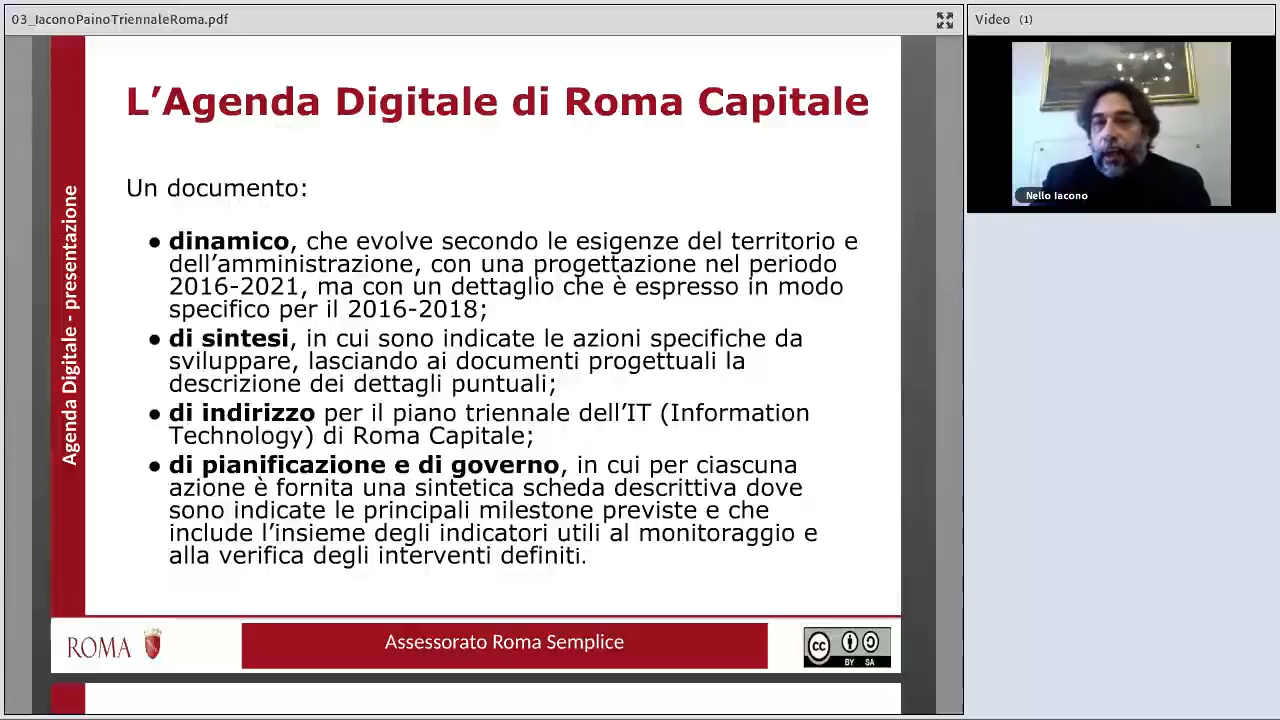 03_IaconoPainoTriennaleRoma.pdf
Video (1)
Nello Iacono
Agenda Digitale - presentazione
L’Agenda Digitale di Roma Capitale
Un documento:
● dinamico, che evolve secondo le esigenze del territorio e
dell’amministrazione, con una progettazione nel periodo
2016-2021, ma con un dettaglio che è espresso in modo
specifico per il 2016-2018;
● di sintesi, in cui sono indicate le azioni specifiche da
sviluppare, lasciando ai documenti progettuali la
descrizione dei dettagli puntuali;
● di indirizzo per il piano triennale dell’IT (Information
Technology) di Roma Capitale;
● di pianificazione e di governo, in cui per ciascuna
azione è fornita una sintetica scheda descrittiva dove
sono indicate le principali milestone previste e che
include l’insieme degli indicatori utili al monitoraggio e
alla verifica degli interventi definiti.
ROMA
Assessorato Roma Semplice
cc
BY SA